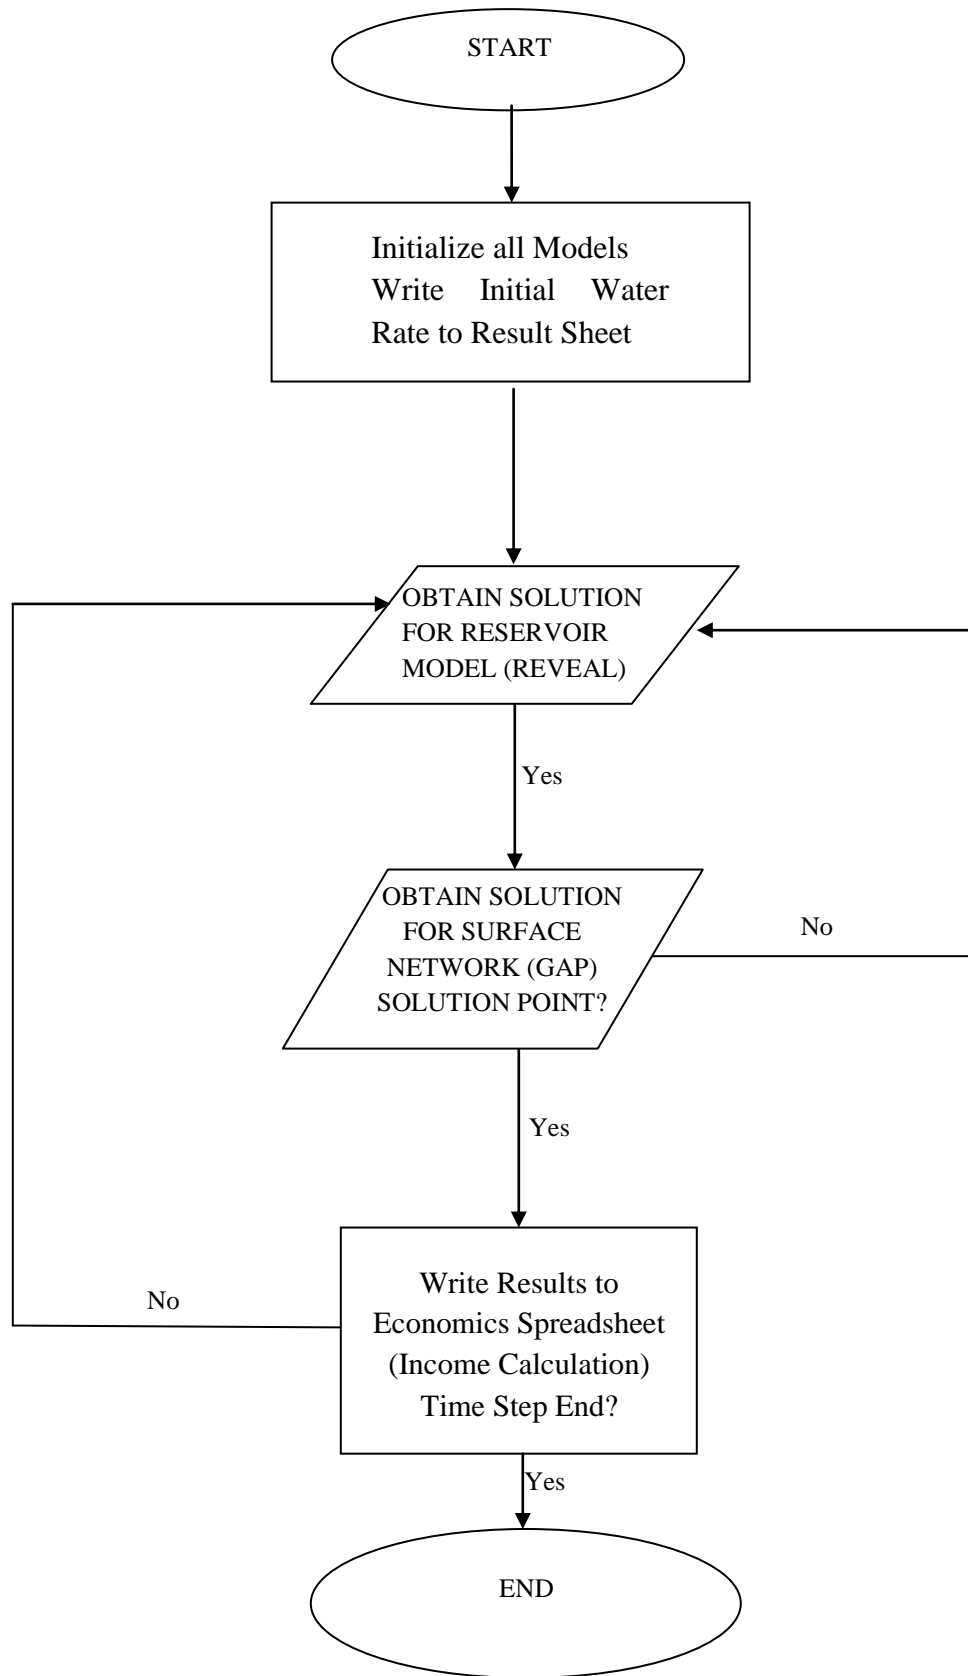 START
Initialize all Models
Write Initial Water
Rate to Result Sheet
OBTAIN SOLUTION
FOR RESERVOIR
MODEL (REVEAL)
Yes
OBTAIN SOLUTION
FOR SURFACE
NETWORK (GAP)
SOLUTION POINT?
No
Yes
Write Results to
Economics Spreadsheet
(Income Calculation)
Time Step End?
No
Yes
END